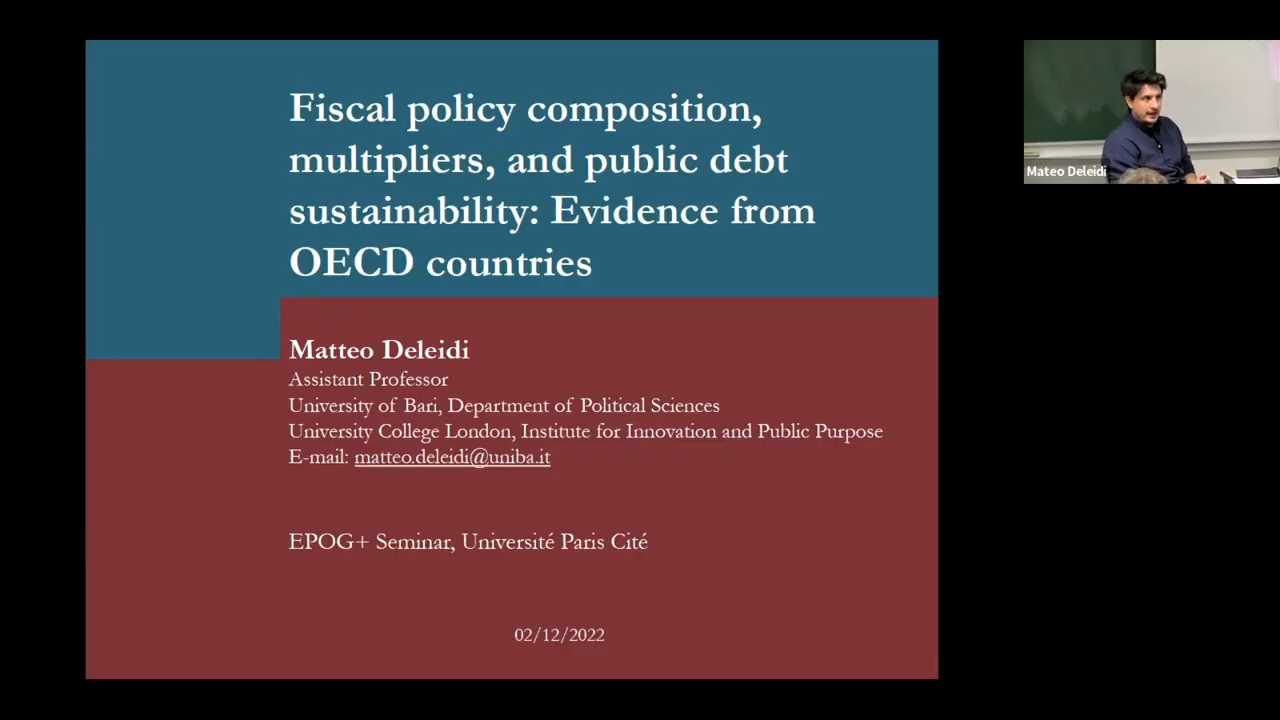 Fiscal policy composition,
multipliers, and public debt
sustainability: Evidence from
OECD countries
Matteo Deleidi
Assistant Professor
University of Bari, Department of Political Sciences
University College London, Institute for Innovation and Public Purpose
E-mail: matteo.deleidi@uniba.it
EPOG+ Seminar, Université Paris Cité
02/12/2022
Mateo Deleidi